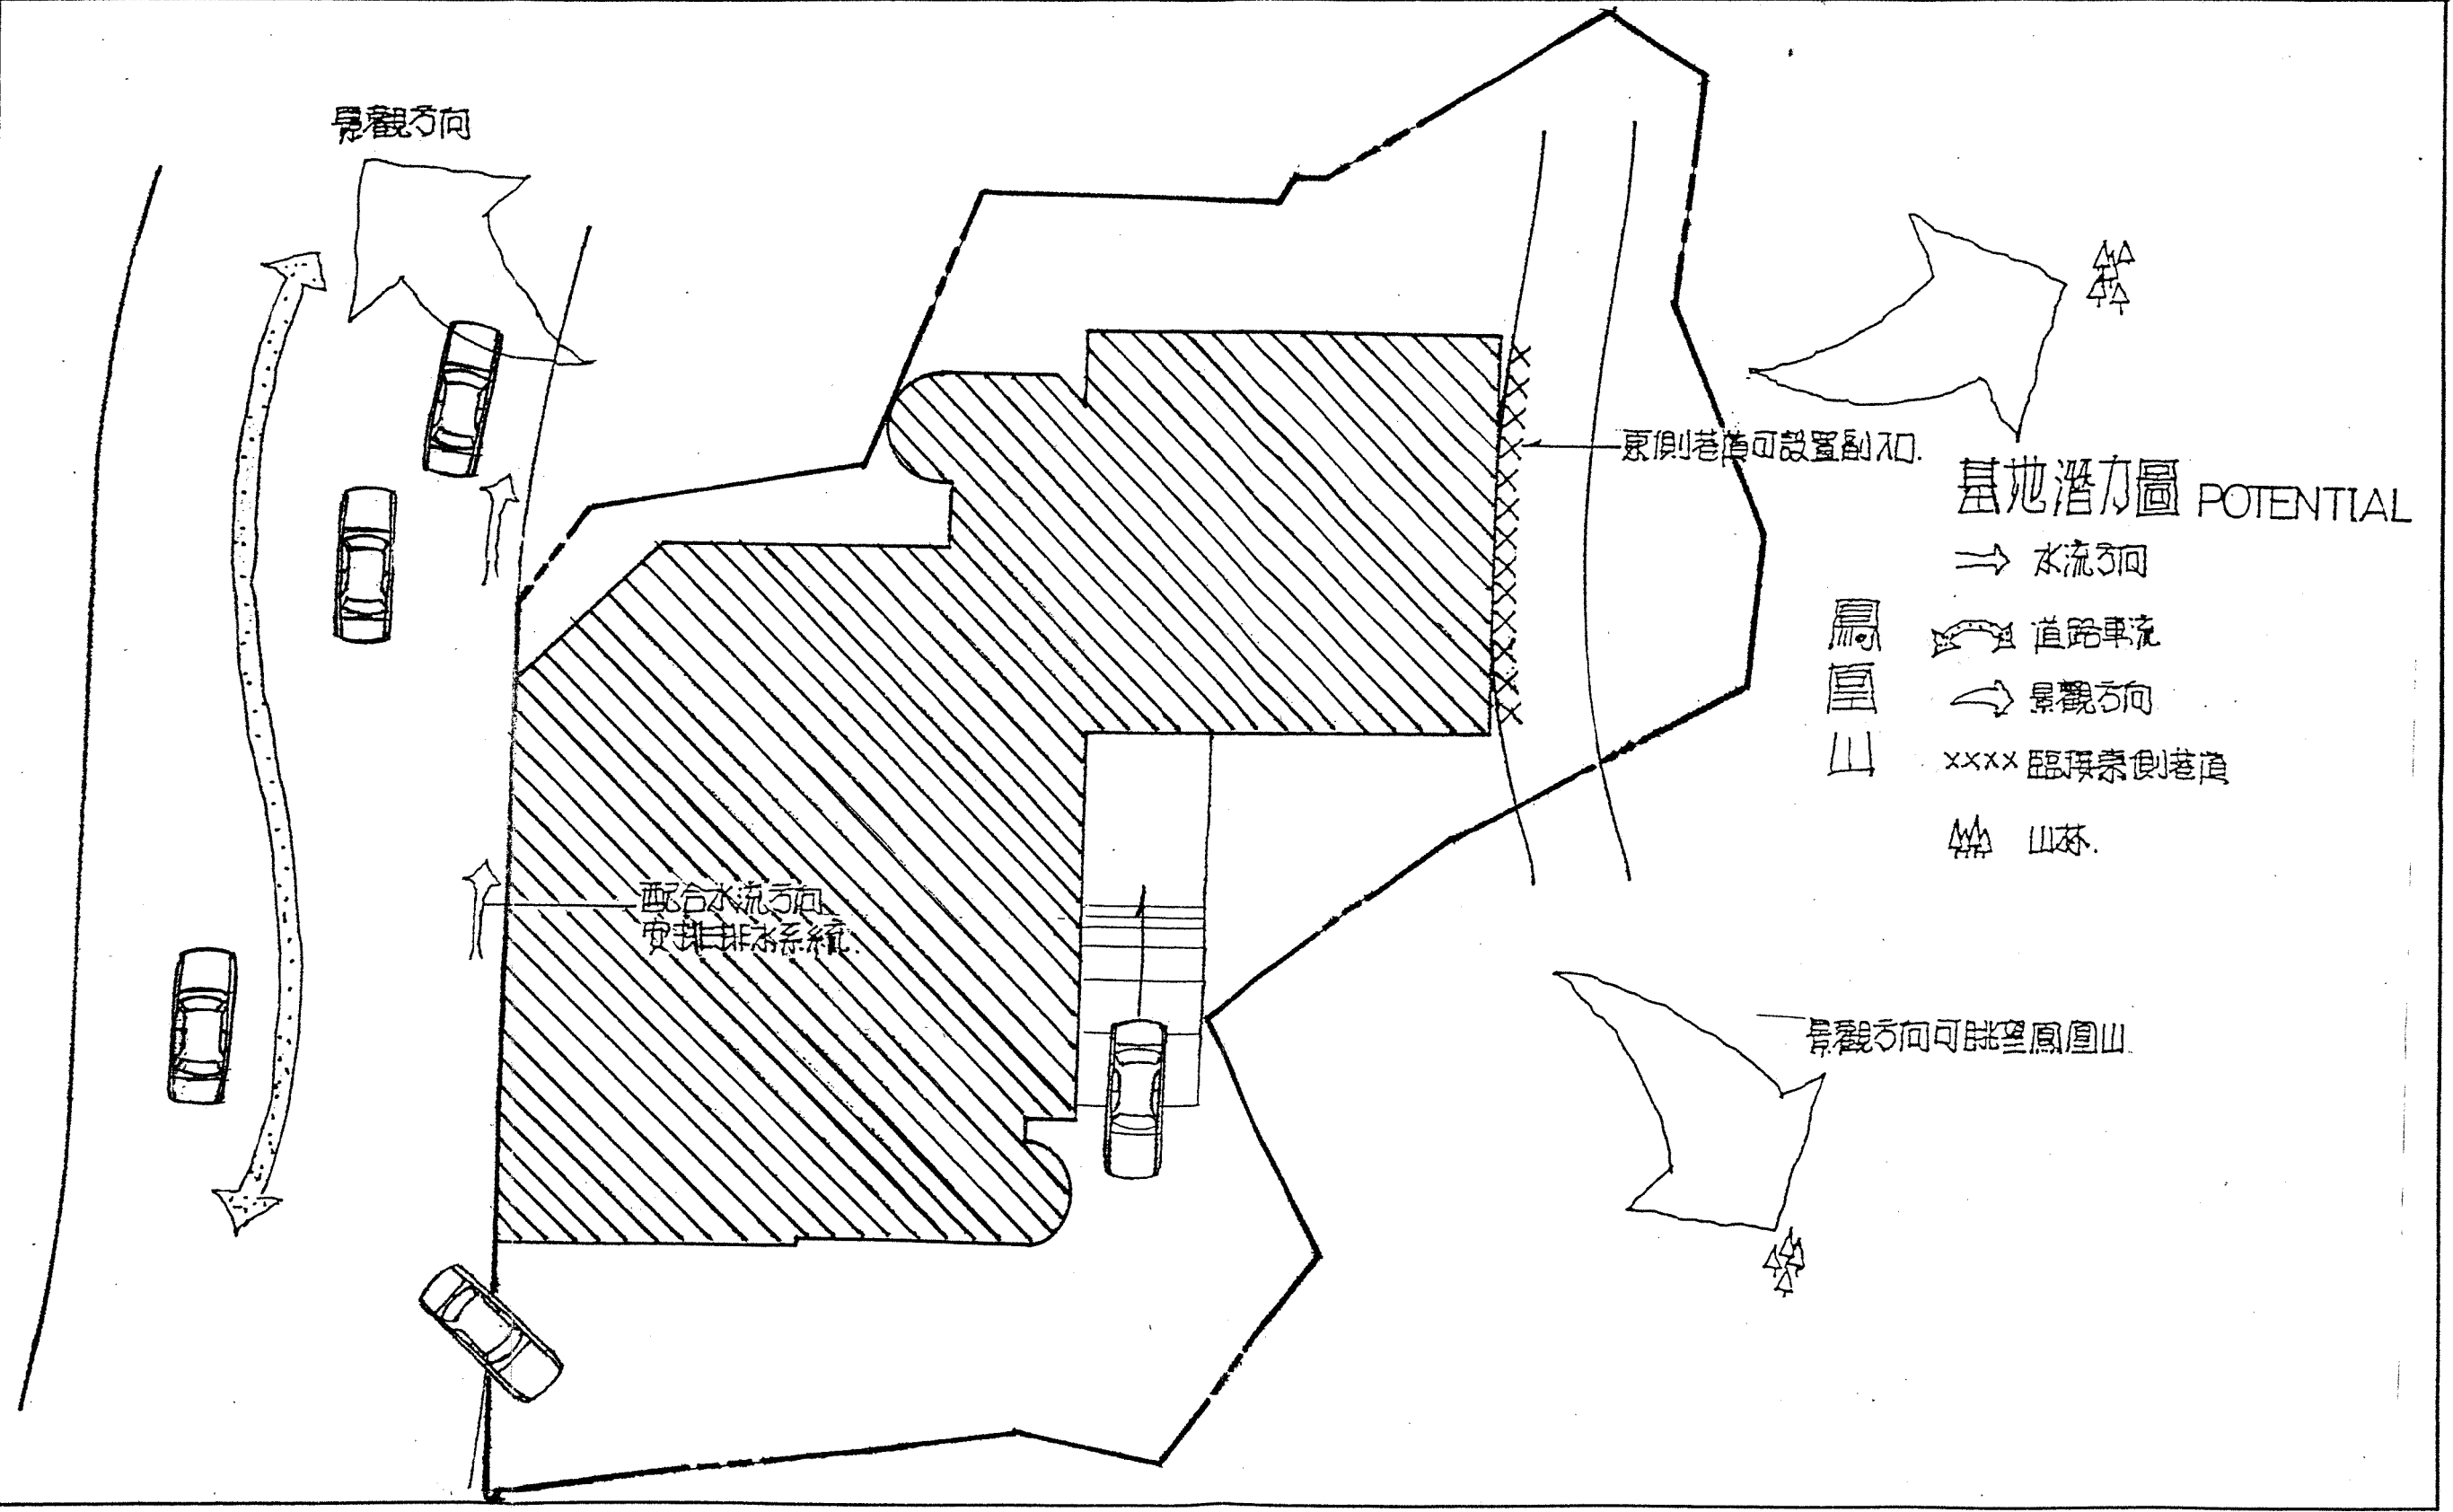 景觀方向
東側巷道可設置副入口.
基地潛力圖 POTENTIAL
水流方向
道路車流
景觀方向
xxxx 臨接東側巷道
山林.
鳳凰山
配合水流方向
安排排水系統.
景觀方向可眺望鳳凰山